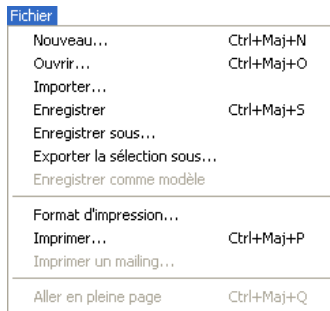 Fichier
Nouveau... Ctrl+Maj+N
Ouvrir... Ctrl+Maj+O
Importer...
Enregistrer Ctrl+Maj+S
Enregistrer sous...
Exporter la sélection sous...
Enregistrer comme modèle
Format d'impression...
Imprimer... Ctrl+Maj+P
Imprimer un mailing...
Aller en pleine page Ctrl+Maj+Q